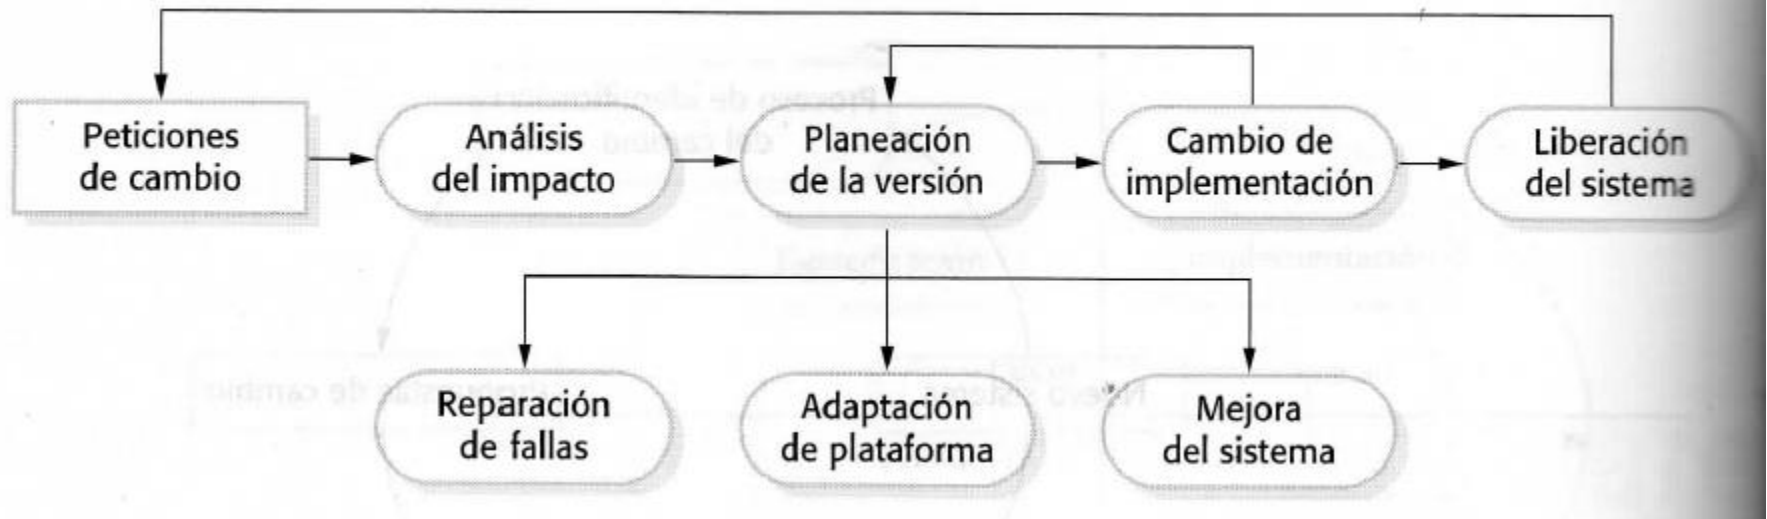 Peticiones
de cambio
Análisis
del impacto
Planeación
de la versión
Cambio de
implementación
Liberación
del sistema
Reparación
de fallas
Adaptación
de plataforma
Mejora
del sistema